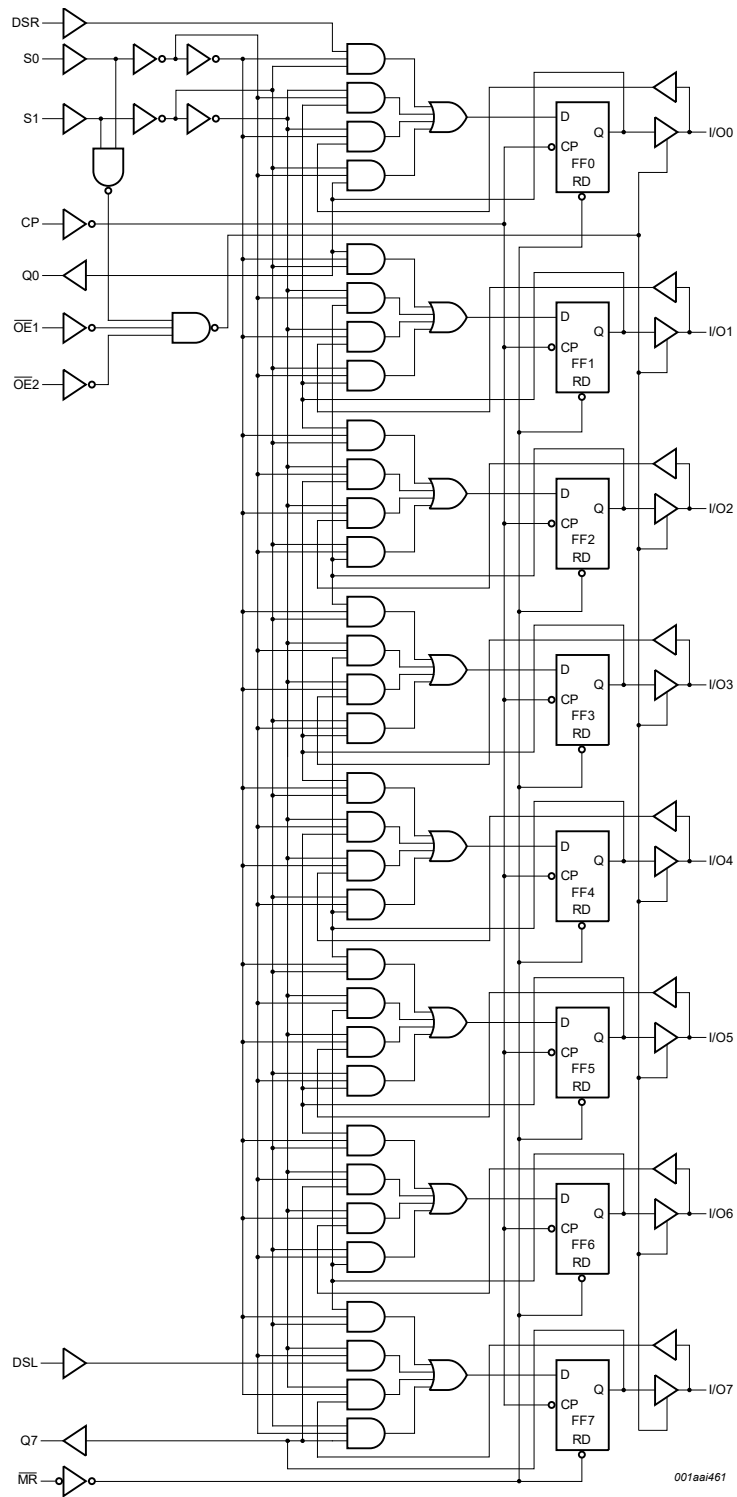 DSR
S0
S1
CP
Q0
OE1
OE2
DSL
Q7
MR
D
Q
CP
FF0
RD
I/O0
D
Q
CP
FF1
RD
I/O1
D
Q
CP
FF2
RD
I/O2
D
Q
CP
FF3
RD
I/O3
D
Q
CP
FF4
RD
I/O4
D
Q
CP
FF5
RD
I/O5
D
Q
CP
FF6
RD
I/O6
D
Q
CP
FF7
RD
I/O7
001aai461